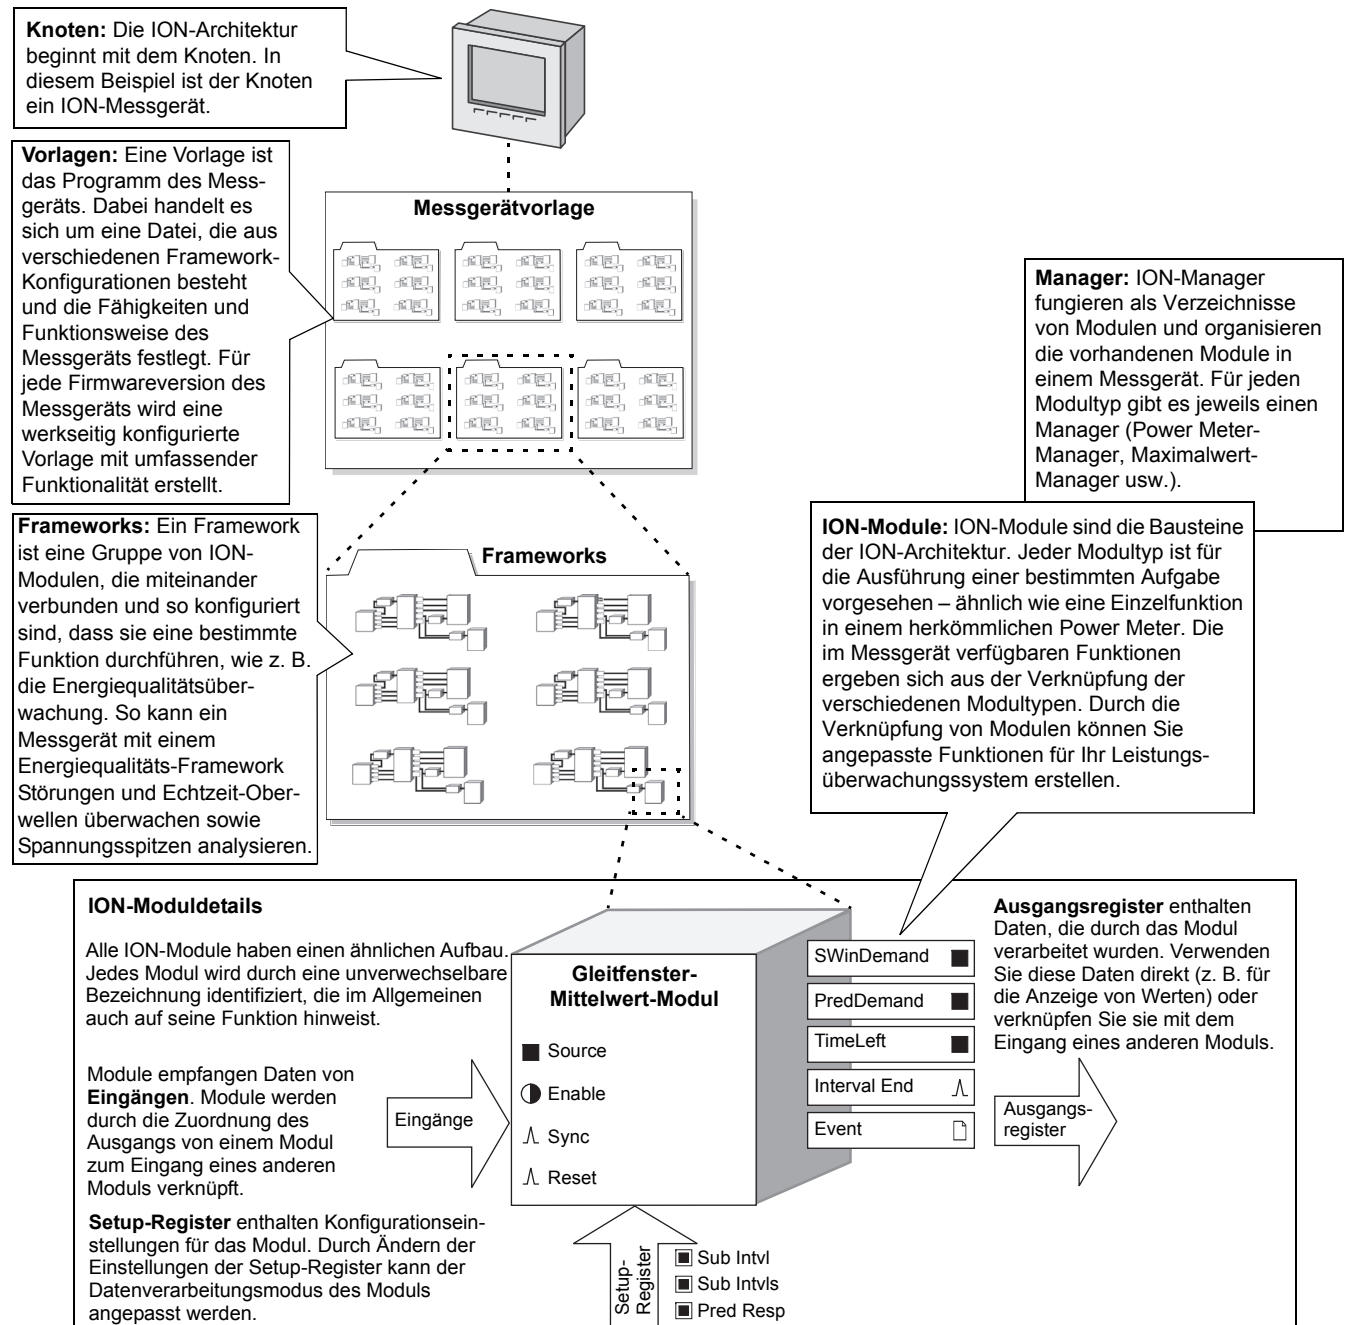 Knoten: Die ION-Architektur
beginnt mit dem Knoten. In
diesem Beispiel ist der Knoten
ein ION-Messgerät.
Vorlagen: Eine Vorlage ist
das Programm des Mess-
geräts. Dabei handelt es
sich um eine Datei, die aus
verschiedenen Framework-
Konfigurationen besteht
und die Fähigkeiten und
Funktionsweise des
Messgeräts festlegt. Für
jede Firmwareversion des
Messgeräts wird eine
werkseitig konfigurierte
Vorlage mit umfassender
Funktionalität erstellt.
Messgerätvorlage
Manager: ION-Manager
fungieren als Verzeichnisse
von Modulen und organisieren
die vorhandenen Module in
einem Messgerät. Für jeden
Modultyp gibt es jeweils einen
Manager (Power Meter-
Manager, Maximalwert-
Manager usw.).
Frameworks: Ein Framework
ist eine Gruppe von ION-
Modulen, die miteinander
verbunden und so konfiguriert
sind, dass sie eine bestimmte
Funktion durchführen, wie z. B.
die Energiequalitätsüber-
wachung. So kann ein
Messgerät mit einem
Energiequalitäts-Framework
Störungen und Echtzeit-Ober-
wellen überwachen sowie
Spannungsspitzen analysieren.
Frameworks
ION-Module: ION-Module sind die Bausteine
der ION-Architektur. Jeder Modultyp ist für
die Ausführung einer bestimmten Aufgabe
vorgesehen – ähnlich wie eine Einzelfunktion
in einem herkömmlichen Power Meter. Die
im Messgerät verfügbaren Funktionen
ergeben sich aus der Verknüpfung der
verschiedenen Modultypen. Durch die
Verknüpfung von Modulen können Sie
angepasste Funktionen für Ihr Leistungs-
überwachungssystem erstellen.
ION-Moduldetails
Alle ION-Module haben einen ähnlichen Aufbau.
Jedes Modul wird durch eine unverwechselbare
Bezeichnung identifiziert, die im Allgemeinen
auch auf seine Funktion hinweist.
Module empfangen Daten von
Eingängen. Module werden
durch die Zuordnung des
Ausgangs von einem Modul
zum Eingang eines anderen
Moduls verknüpft.
Setup-Register enthalten Konfigurationsein-
stellungen für das Modul. Durch Ändern der
Einstellungen der Setup-Register kann der
Datenverarbeitungsmodus des Moduls
angepasst werden.
Eingänge
Gleitfenster-
Mittelwert-Modul
Source
Enable
Sync
Reset
SWinDemand
PredDemand
TimeLeft
Interval End
Event
Ausgangsregister enthalten
Daten, die durch das Modul
verarbeitet wurden. Verwenden
Sie diese Daten direkt (z. B. für
die Anzeige von Werten) oder
verknüpfen Sie sie mit dem
Eingang eines anderen Moduls.
Ausgangs-
register
Setup-
Register
Sub Intvl
Sub Intvls
Pred Resp